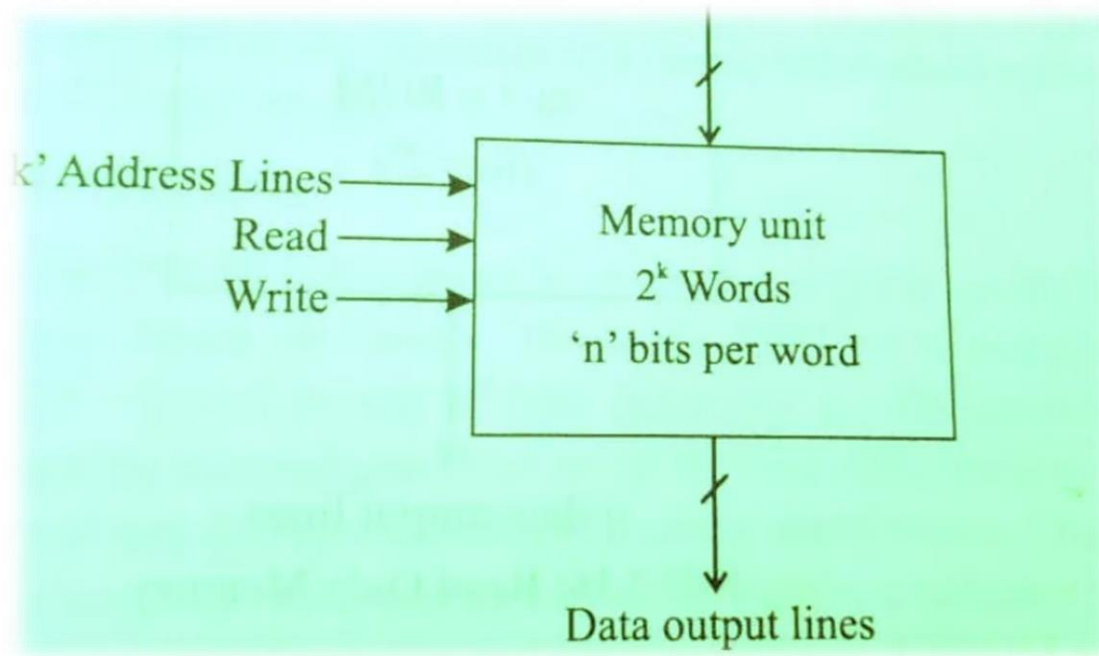 k' Address Lines
Read
Write
Memory unit
2ᵏ Words
‘n’ bits per word
Data output lines